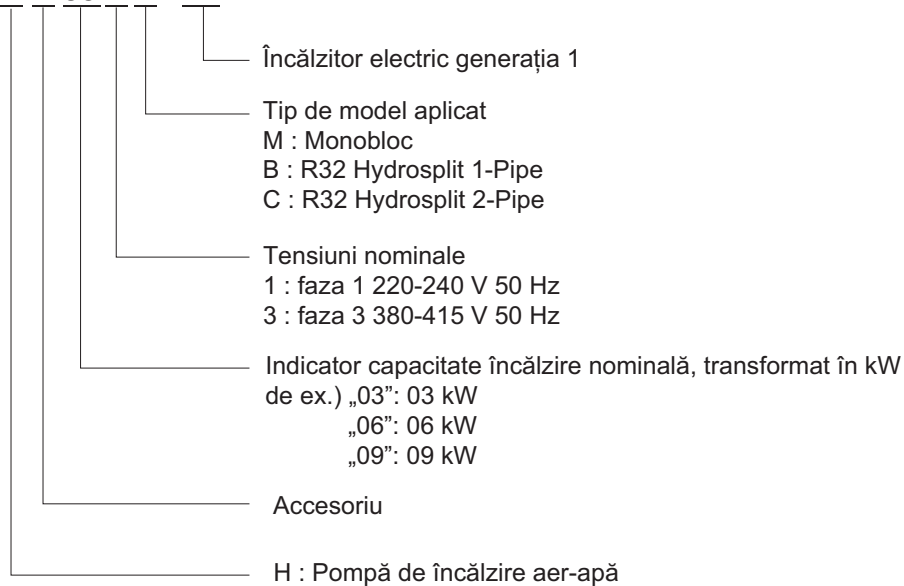 Încălzitor electric generația 1
Tip de model aplicat
M : Monobloc
B : R32 Hydrosplit 1-Pipe
C : R32 Hydrosplit 2-Pipe
Tensiuni nominale
1 : faza 1 220-240 V 50 Hz
3 : faza 3 380-415 V 50 Hz
Indicator capacitate încălzire nominală, transformat în kW
de ex.) „03”: 03 kW
„06”: 06 kW
„09”: 09 kW
Accesoriu
H : Pompă de încălzire aer-apă